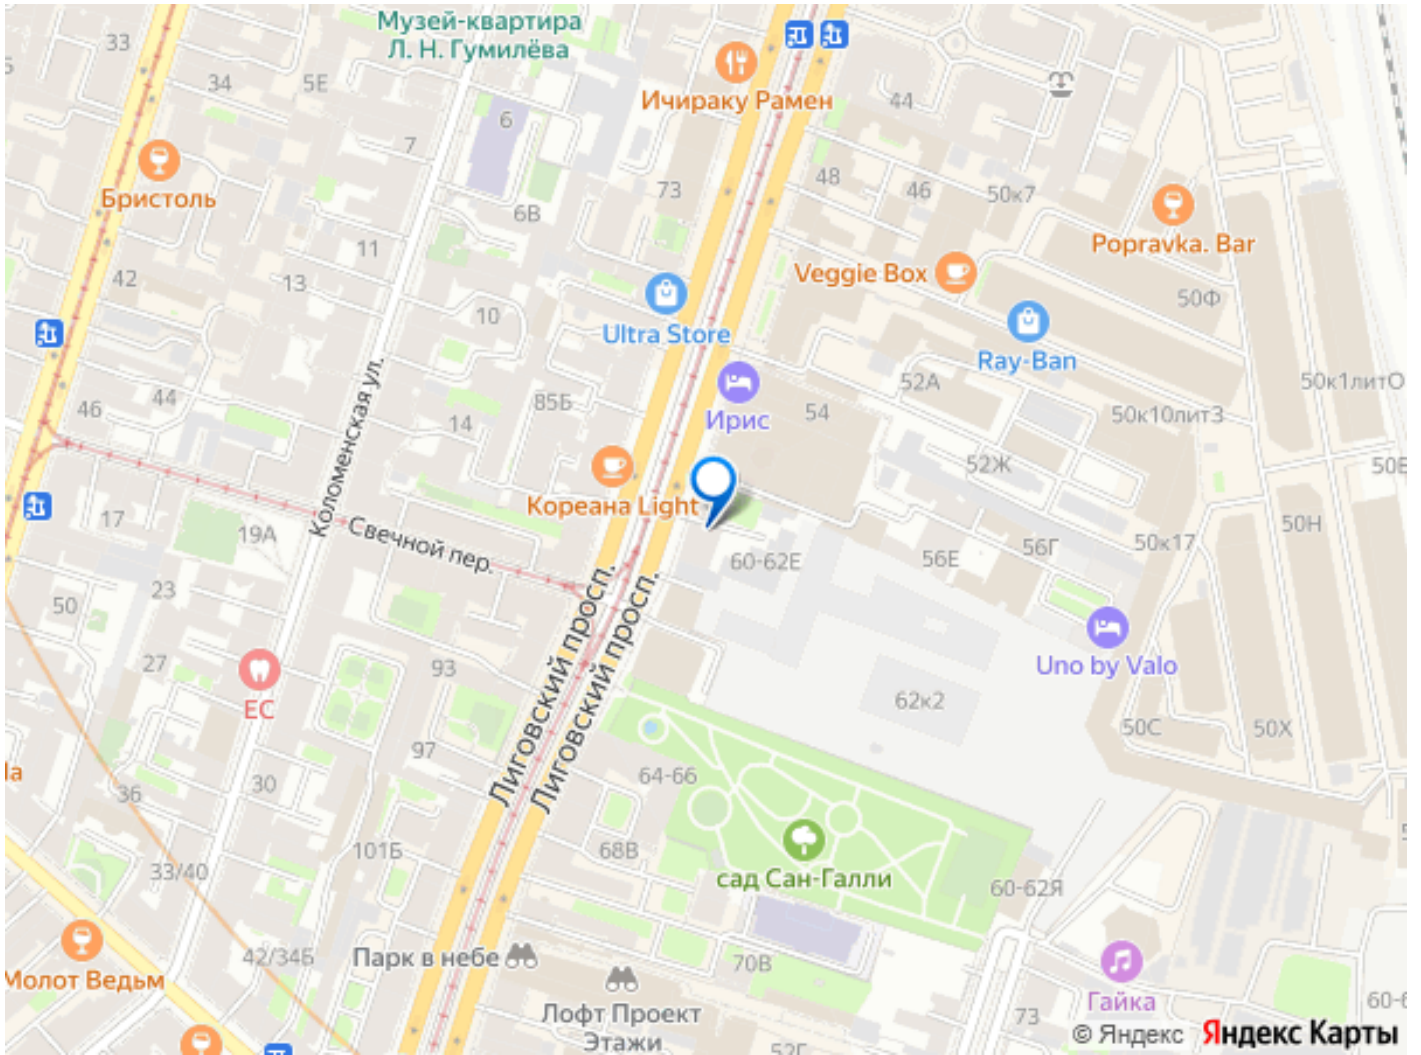 Музей-квартира
Л. Н. Гумилёва
33
34
5Е
6
7
Ичираку Рамен
44
Бристоль
73
48
46
50к7
6В
Popravka. Bar
11
42
13
Veggie Box
50Ф
10
Ultra Store
Ray-Ban
Коломенская ул.
52А
50к1литО
46
44
85Б
14
Ирис
54
50к10литЗ
52Ж
Кореана Light
17
19А
Свечной пер.
60-62Е
56Е
56Г
50к17
50Н
23
50
Лиговский просп.
Лиговский просп.
27
93
ЕС
Uno by Valo
62к2
50С
50Х
97
64-66
30
36
101Б
33/40
68В
сад Сан-Галли
60-62Я
42/34Б
Парк в небе
70В
Молот Ведьм
Гайка
Лофт Проект
Этажи
73
52Г
© Яндекс Яндекс Карты